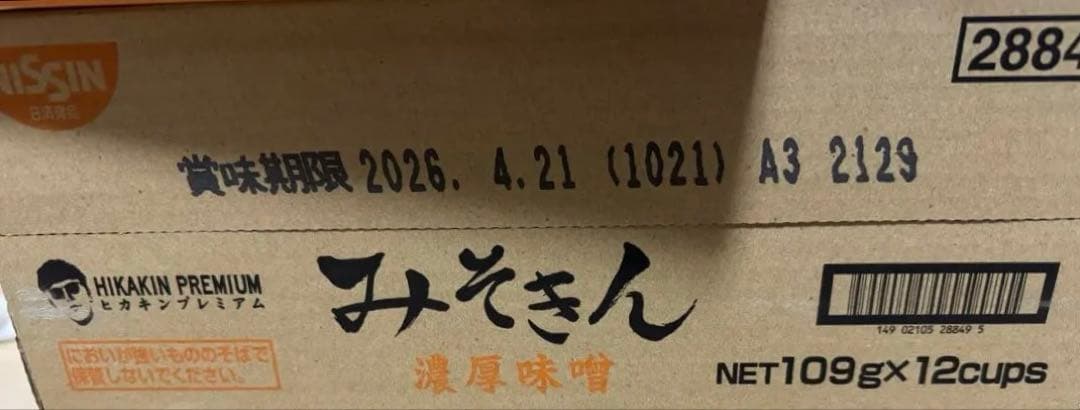 NISSIN
日清食品
2884
賞味期限 2026. 4.21 (1021) A3 2129
HIKAKIN PREMIUM
ヒカキンプレミアム
みそきん
濃厚味噌
においが強いもののそばで
保管しないでください。
149 02105 28849 5
NET109g×12cups